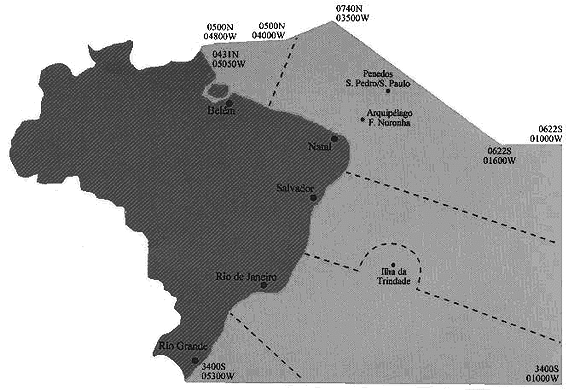 0740N
03500W
0500N
04800W
0500N
04000W
0431N
05050W
Penedos
S. Pedro/S. Paulo
Belém
Arquipélago
F. Noronha
0622S
01000W
Natal
0622S
01600W
Salvador
Ilha da
Trindade
Rio de Janeiro
Rio Grande
3400S
05300W
3400S
01000W